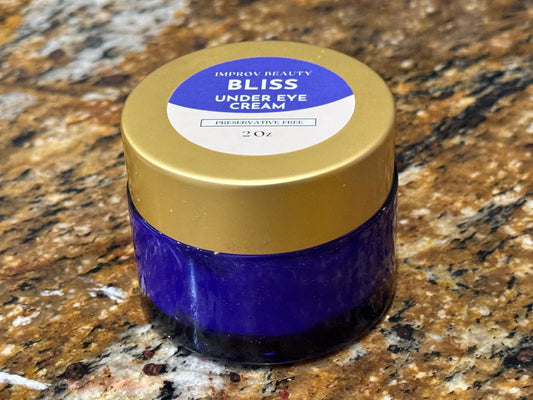 IMPROV BEAUTY
BLISS
UNDER EYE
CREAM
PRESERVATIVE FREE
2 Oz